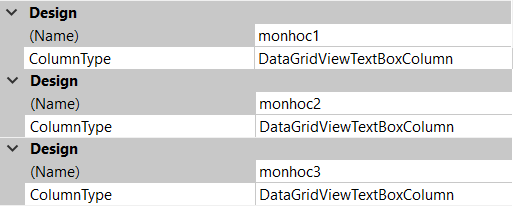 Design
(Name) monhoc1
ColumnType DataGridViewTextBoxColumn
Design
(Name) monhoc2
ColumnType DataGridViewTextBoxColumn
Design
(Name) monhoc3
ColumnType DataGridViewTextBoxColumn